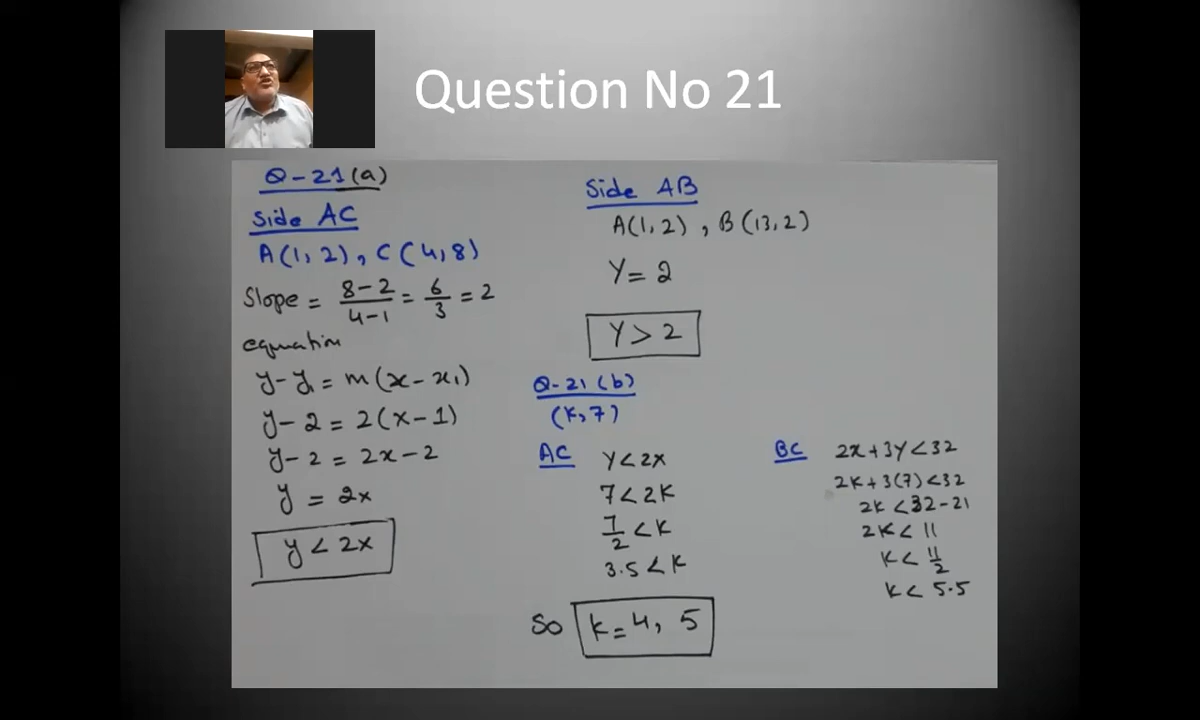 Question No 21
Q-21(a)
Side AC
A(1,2), C(4,8)
Slope = 8-2/4-1 = 6/3 = 2
equation
y-y₁ = m(x-x₁)
y-2 = 2(x-1)
y-2 = 2x-2
y = 2x
y < 2x
Side AB
A(1,2), B(13,2)
Y = 2
Y > 2
Q-21(b)
(K,7)
AC
Y<2x
7<2K
7/2 <K
3.5<K
BC
2x+3Y<32
2K+3(7)<32
2K<32-21
2K<11
K< 11/2
K< 5.5
So K=4, 5